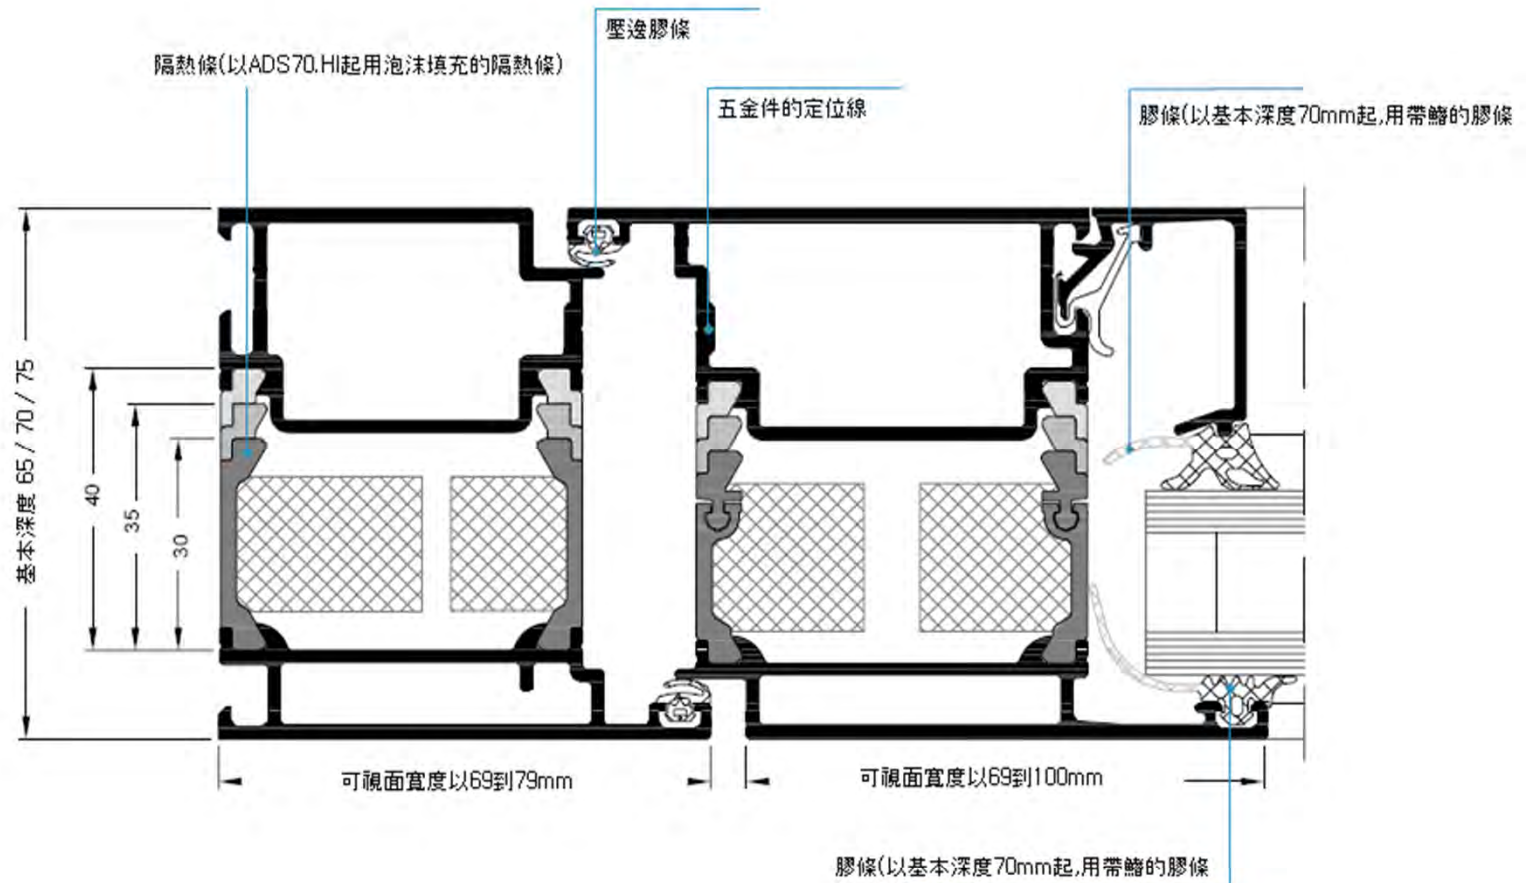 壓邊膠條
隔熱條(以ADS70.HI起用泡沫填充的隔熱條)
五金件的定位線
膠條(以基本深度70mm起,用帶鰭的膠條
基本深度 65 / 70 / 75
40
35
30
可視面寬度以69到79mm
可視面寬度以69到100mm
膠條(以基本深度70mm起,用帶鰭的膠條